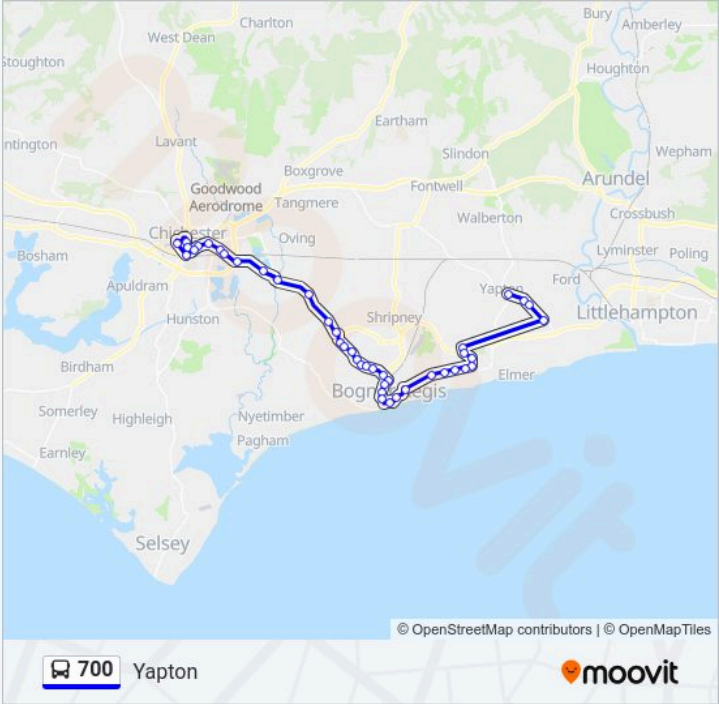 Bury
Charlton
Amberley
West Dean
Stoughton
Houghton
Eartham
Lavant
ntington
Slindon
Wepham
Boxgrove
Arundel
Goodwood
Aerodrome
Fontwell
Tangmere
Walberton
Crossbush
Chichester
Oving
Lyminster
Poling
Bosham
Ford
Apuldram
Yapton
Littlehampton
Hunston
Shripney
Birdham
Elmer
Bognor Regis
Somerley
Highleigh
Nyetimber
Pagham
Earnley
Selsey
© OpenStreetMap contributors | © OpenMapTiles
700 Yapton
moovit